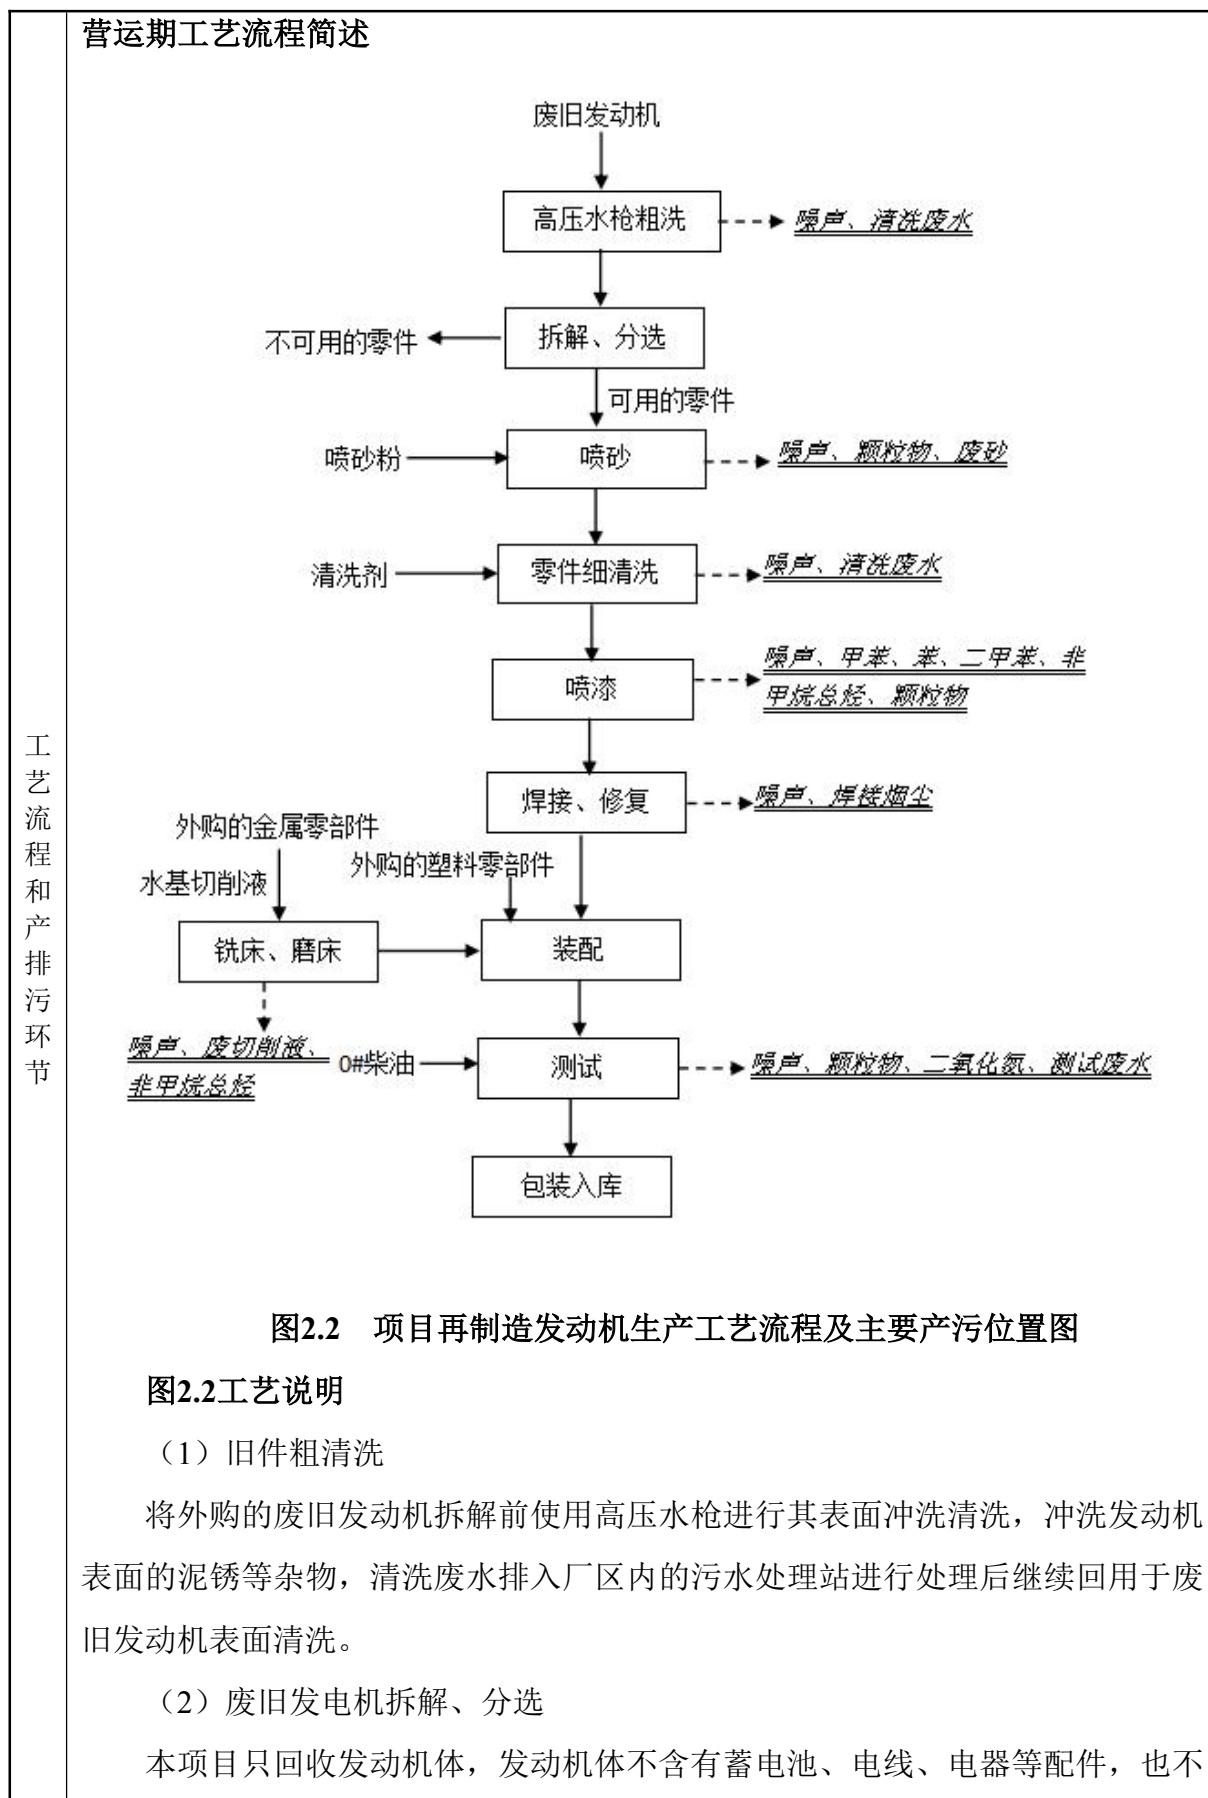 营运期工艺流程简述
废旧发动机
高压水枪粗洗
噪声、清洗废水
不可用的零件
拆解、分选
可用的零件
喷砂粉
喷砂
噪声、颗粒物、废砂
清洗剂
零件细清洗
噪声、清洗废水
喷漆
噪声、甲苯、苯、二甲苯、非
甲烷总烃、颗粒物
焊接、修复
噪声、焊接烟尘
外购的金属零部件
水基切削液
外购的塑料零部件
铣床、磨床
装配
噪声、废切削液、
非甲烷总烃
0#柴油
测试
噪声、颗粒物、二氧化氮、测试废水
包装入库
工艺流程和产排污环节
图2.2 项目再制造发动机生产工艺流程及主要产污位置图
图2.2工艺说明
（1）旧件粗清洗
将外购的废旧发动机拆解前使用高压水枪进行其表面冲洗清洗，冲洗发动机
表面的泥锈等杂物，清洗废水排入厂区内的污水处理站进行处理后继续回用于废
旧发动机表面清洗。
（2）废旧发电机拆解、分选
本项目只回收发动机体，发动机体不含有蓄电池、电线、电器等配件，也不